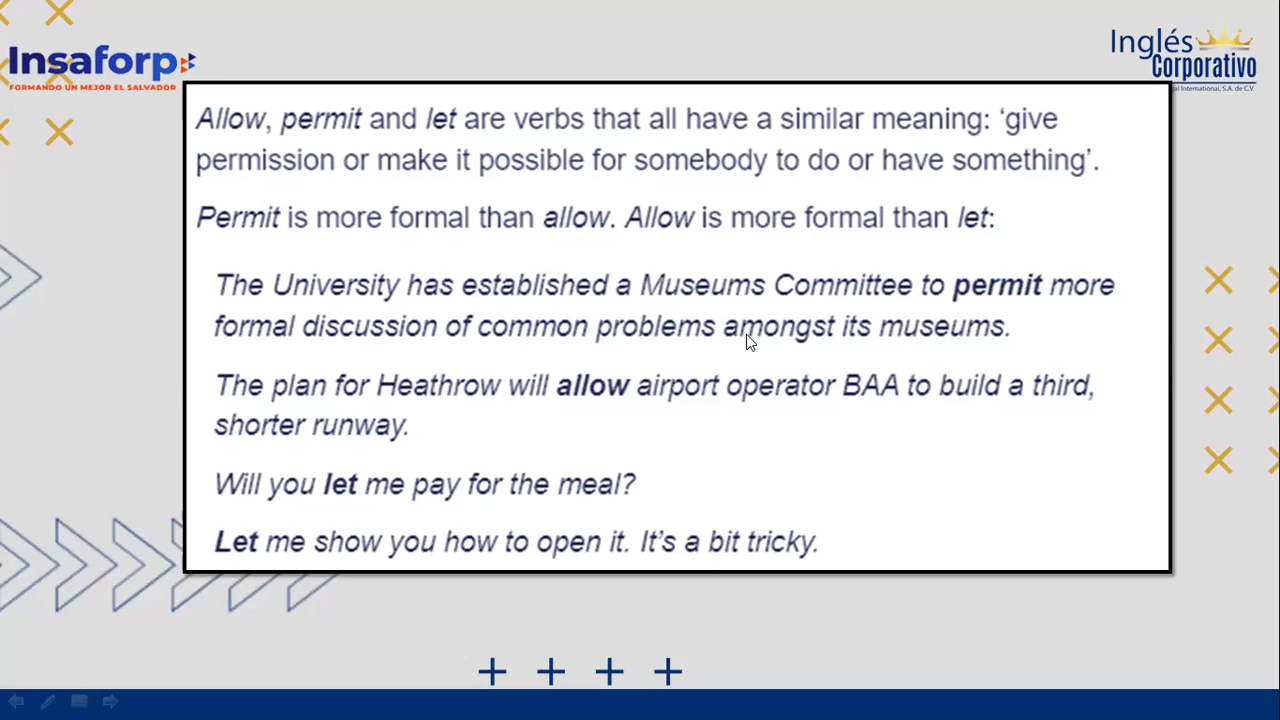 Insaforp
FORMANDO UN MEJOR EL SALVADOR
Inglés
Corporativo
gal International, S.A. de C.V.
Allow, permit and let are verbs that all have a similar meaning: ‘give
permission or make it possible for somebody to do or have something’.
Permit is more formal than allow. Allow is more formal than let:
The University has established a Museums Committee to permit more
formal discussion of common problems amongst its museums.
The plan for Heathrow will allow airport operator BAA to build a third,
shorter runway.
Will you let me pay for the meal?
Let me show you how to open it. It’s a bit tricky.